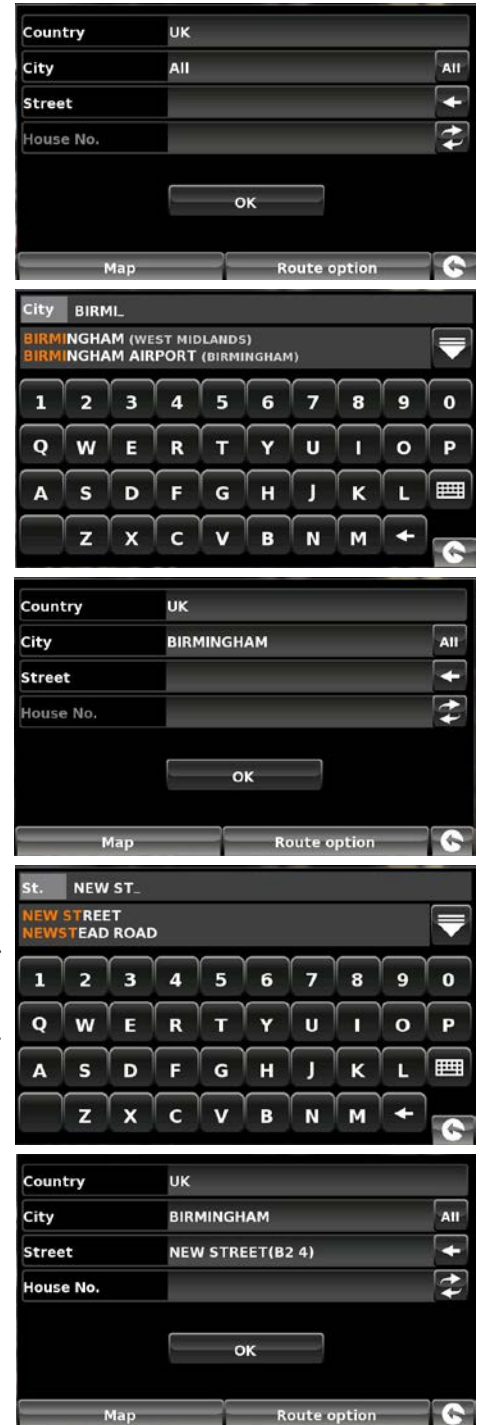 Country UK
City All All
Street
House No.
OK
Map Route option
City BIRMI_
BIRMINGHAM (WEST MIDLANDS)
BIRMINGHAM AIRPORT (BIRMINGHAM)
1 2 3 4 5 6 7 8 9 0
Q W E R T Y U I O P
A S D F G H J K L
Z X C V B N M
Country UK
City BIRMINGHAM All
Street
House No.
OK
Map Route option
St. NEW ST_
NEW STREET
NEWSTEAD ROAD
1 2 3 4 5 6 7 8 9 0
Q W E R T Y U I O P
A S D F G H J K L
Z X C V B N M
Country UK
City BIRMINGHAM All
Street NEW STREET(B2 4)
House No.
OK
Map Route option